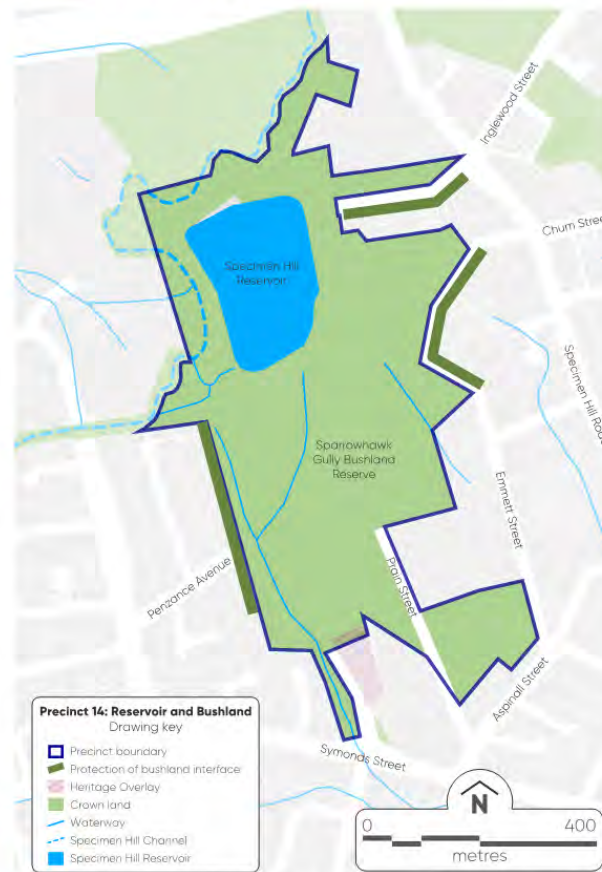 Inglewood Street
Chum Street
Specimen Hill
Reservoir
Specimen Hill Road
Sparrowhawk
Gully Bushland
Reserve
Emmett Street
Penzance Avenue
Prain Street
Aspinall Street
Symonds Street
Precinct 14: Reservoir and Bushland
Drawing key
Precinct boundary
Protection of bushland interface
Heritage Overlay
Crown land
Waterway
Specimen Hill Channel
Specimen Hill Reservoir
N
0 400
metres